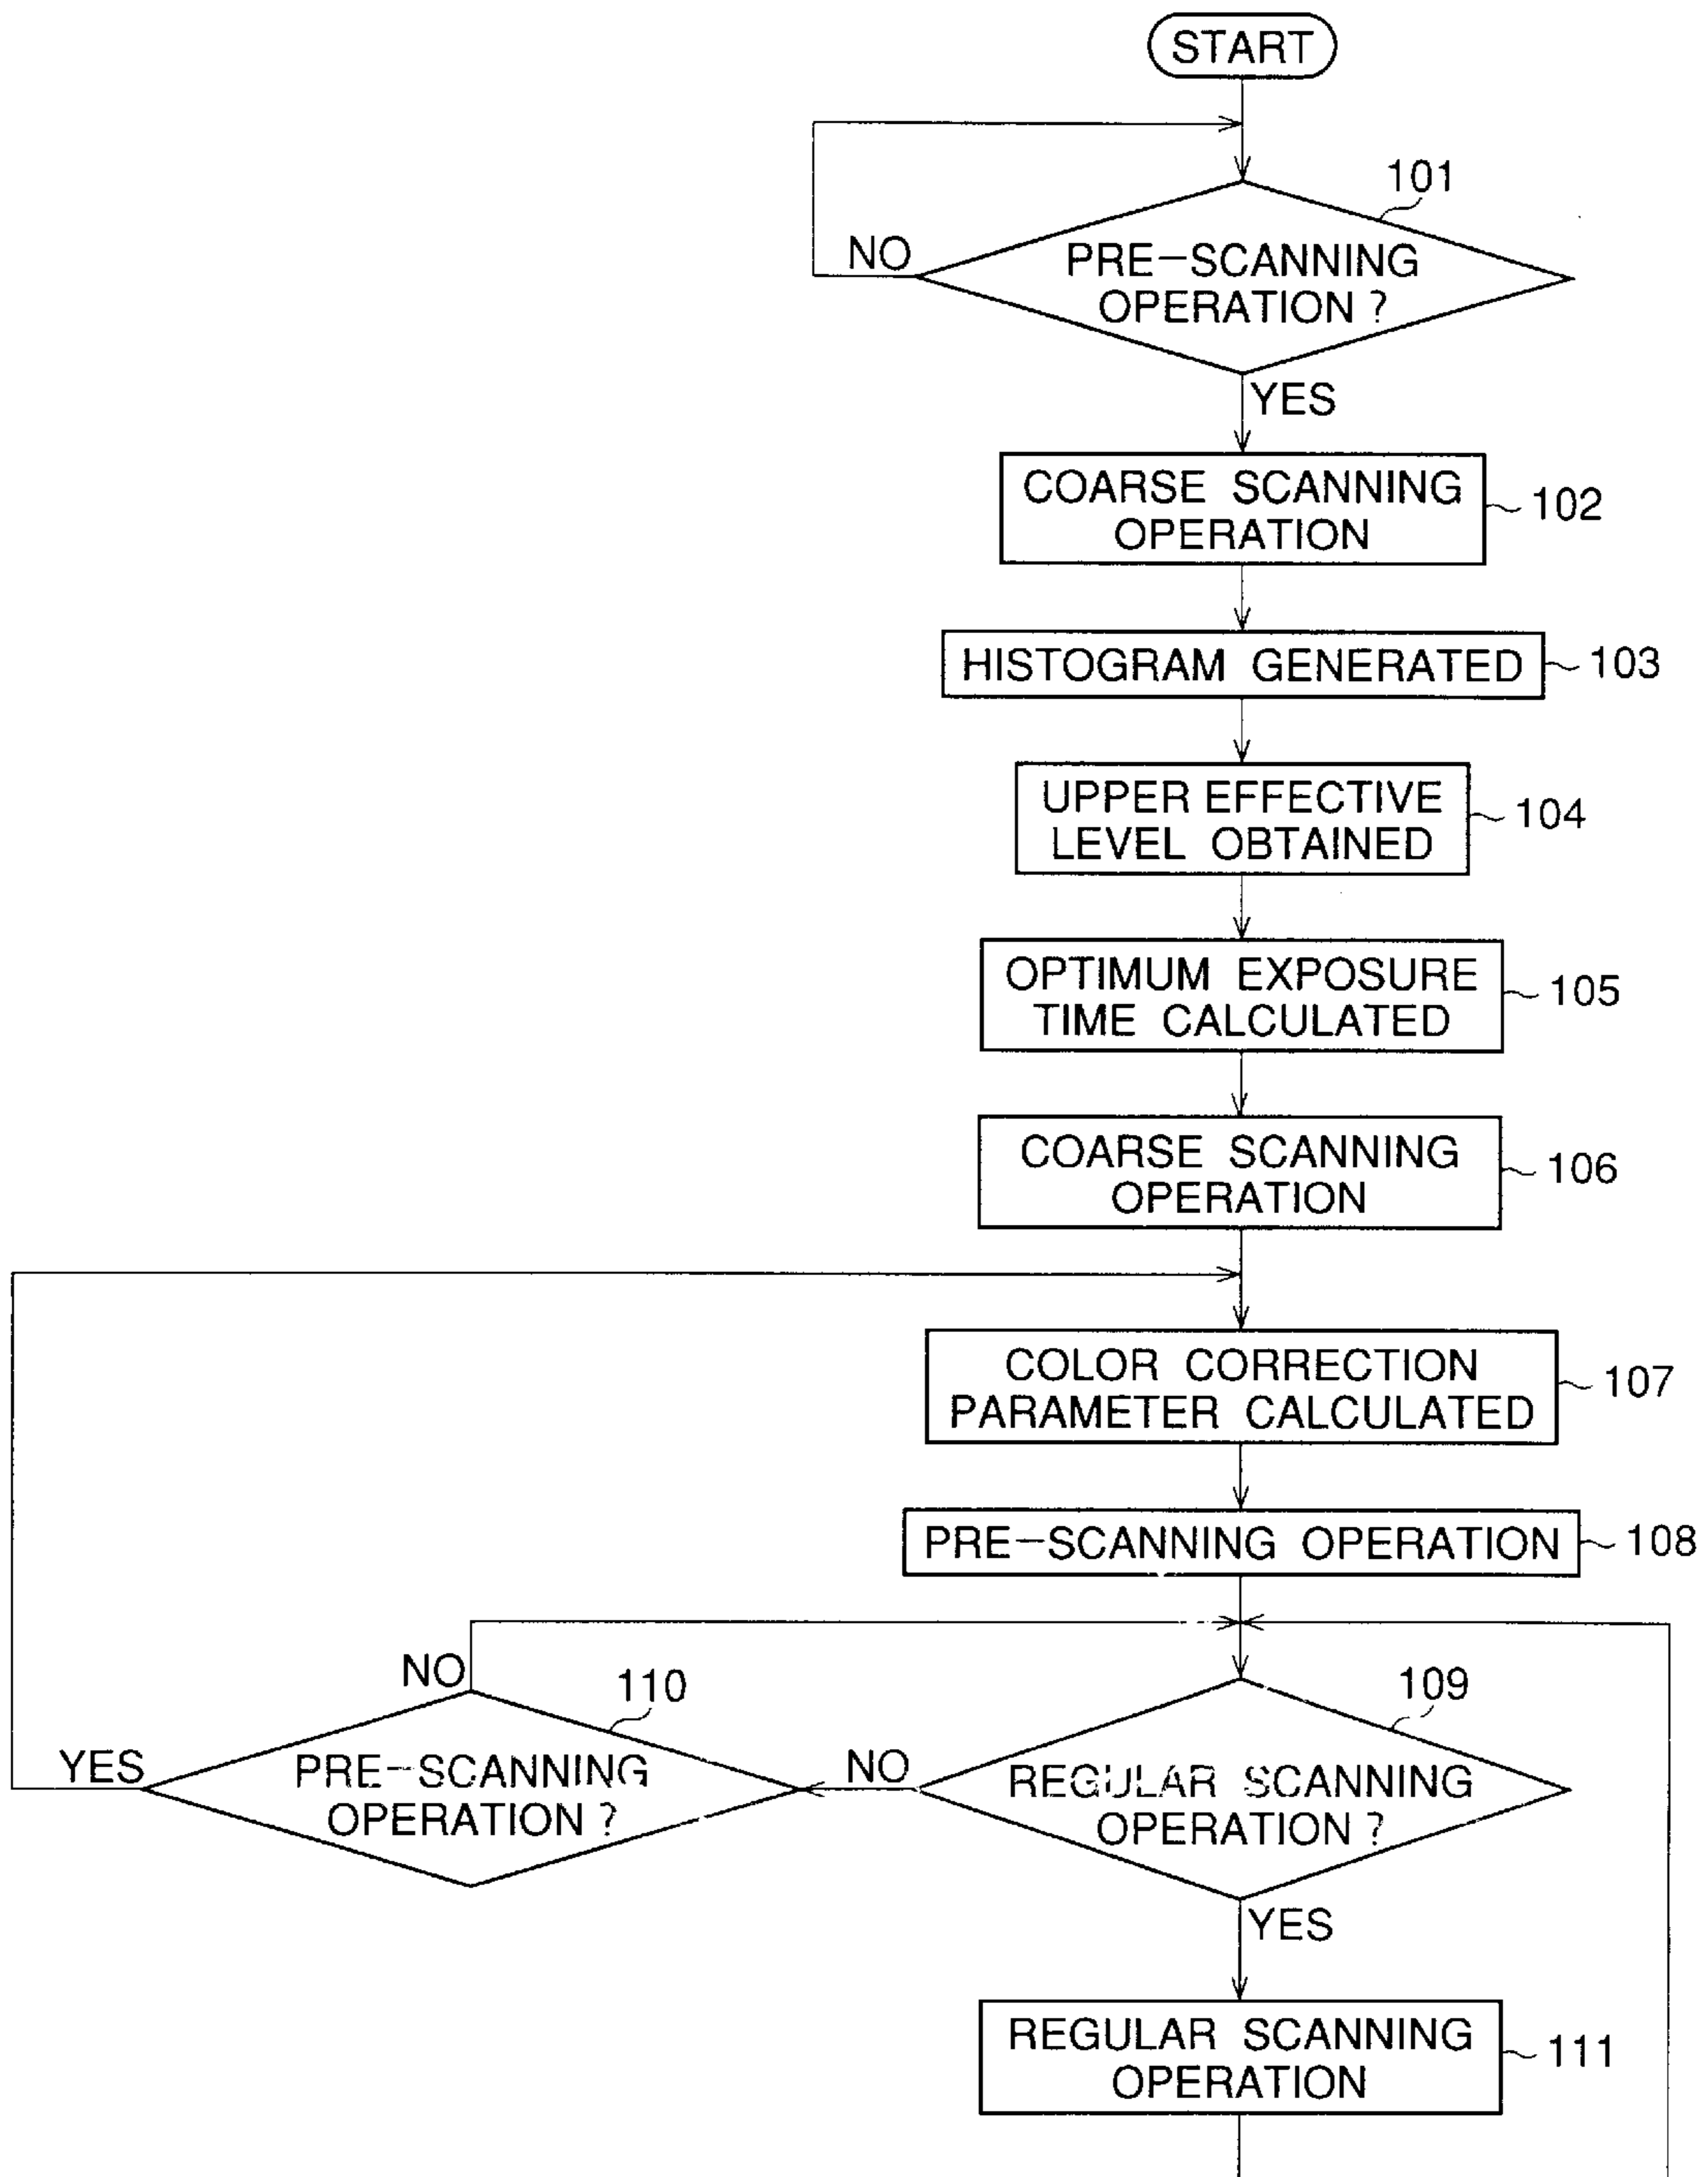 START
101
PRE-SCANNING
OPERATION ?
NO
YES
COARSE SCANNING
OPERATION
102
HISTOGRAM GENERATED
103
UPPER EFFECTIVE
LEVEL OBTAINED
104
OPTIMUM EXPOSURE
TIME CALCULATED
105
COARSE SCANNING
OPERATION
106
COLOR CORRECTION
PARAMETER CALCULATED
107
PRE-SCANNING OPERATION
108
NO
110
109
YES
PRE-SCANNING
OPERATION ?
NO
REGULAR SCANNING
OPERATION ?
YES
REGULAR SCANNING
OPERATION
111